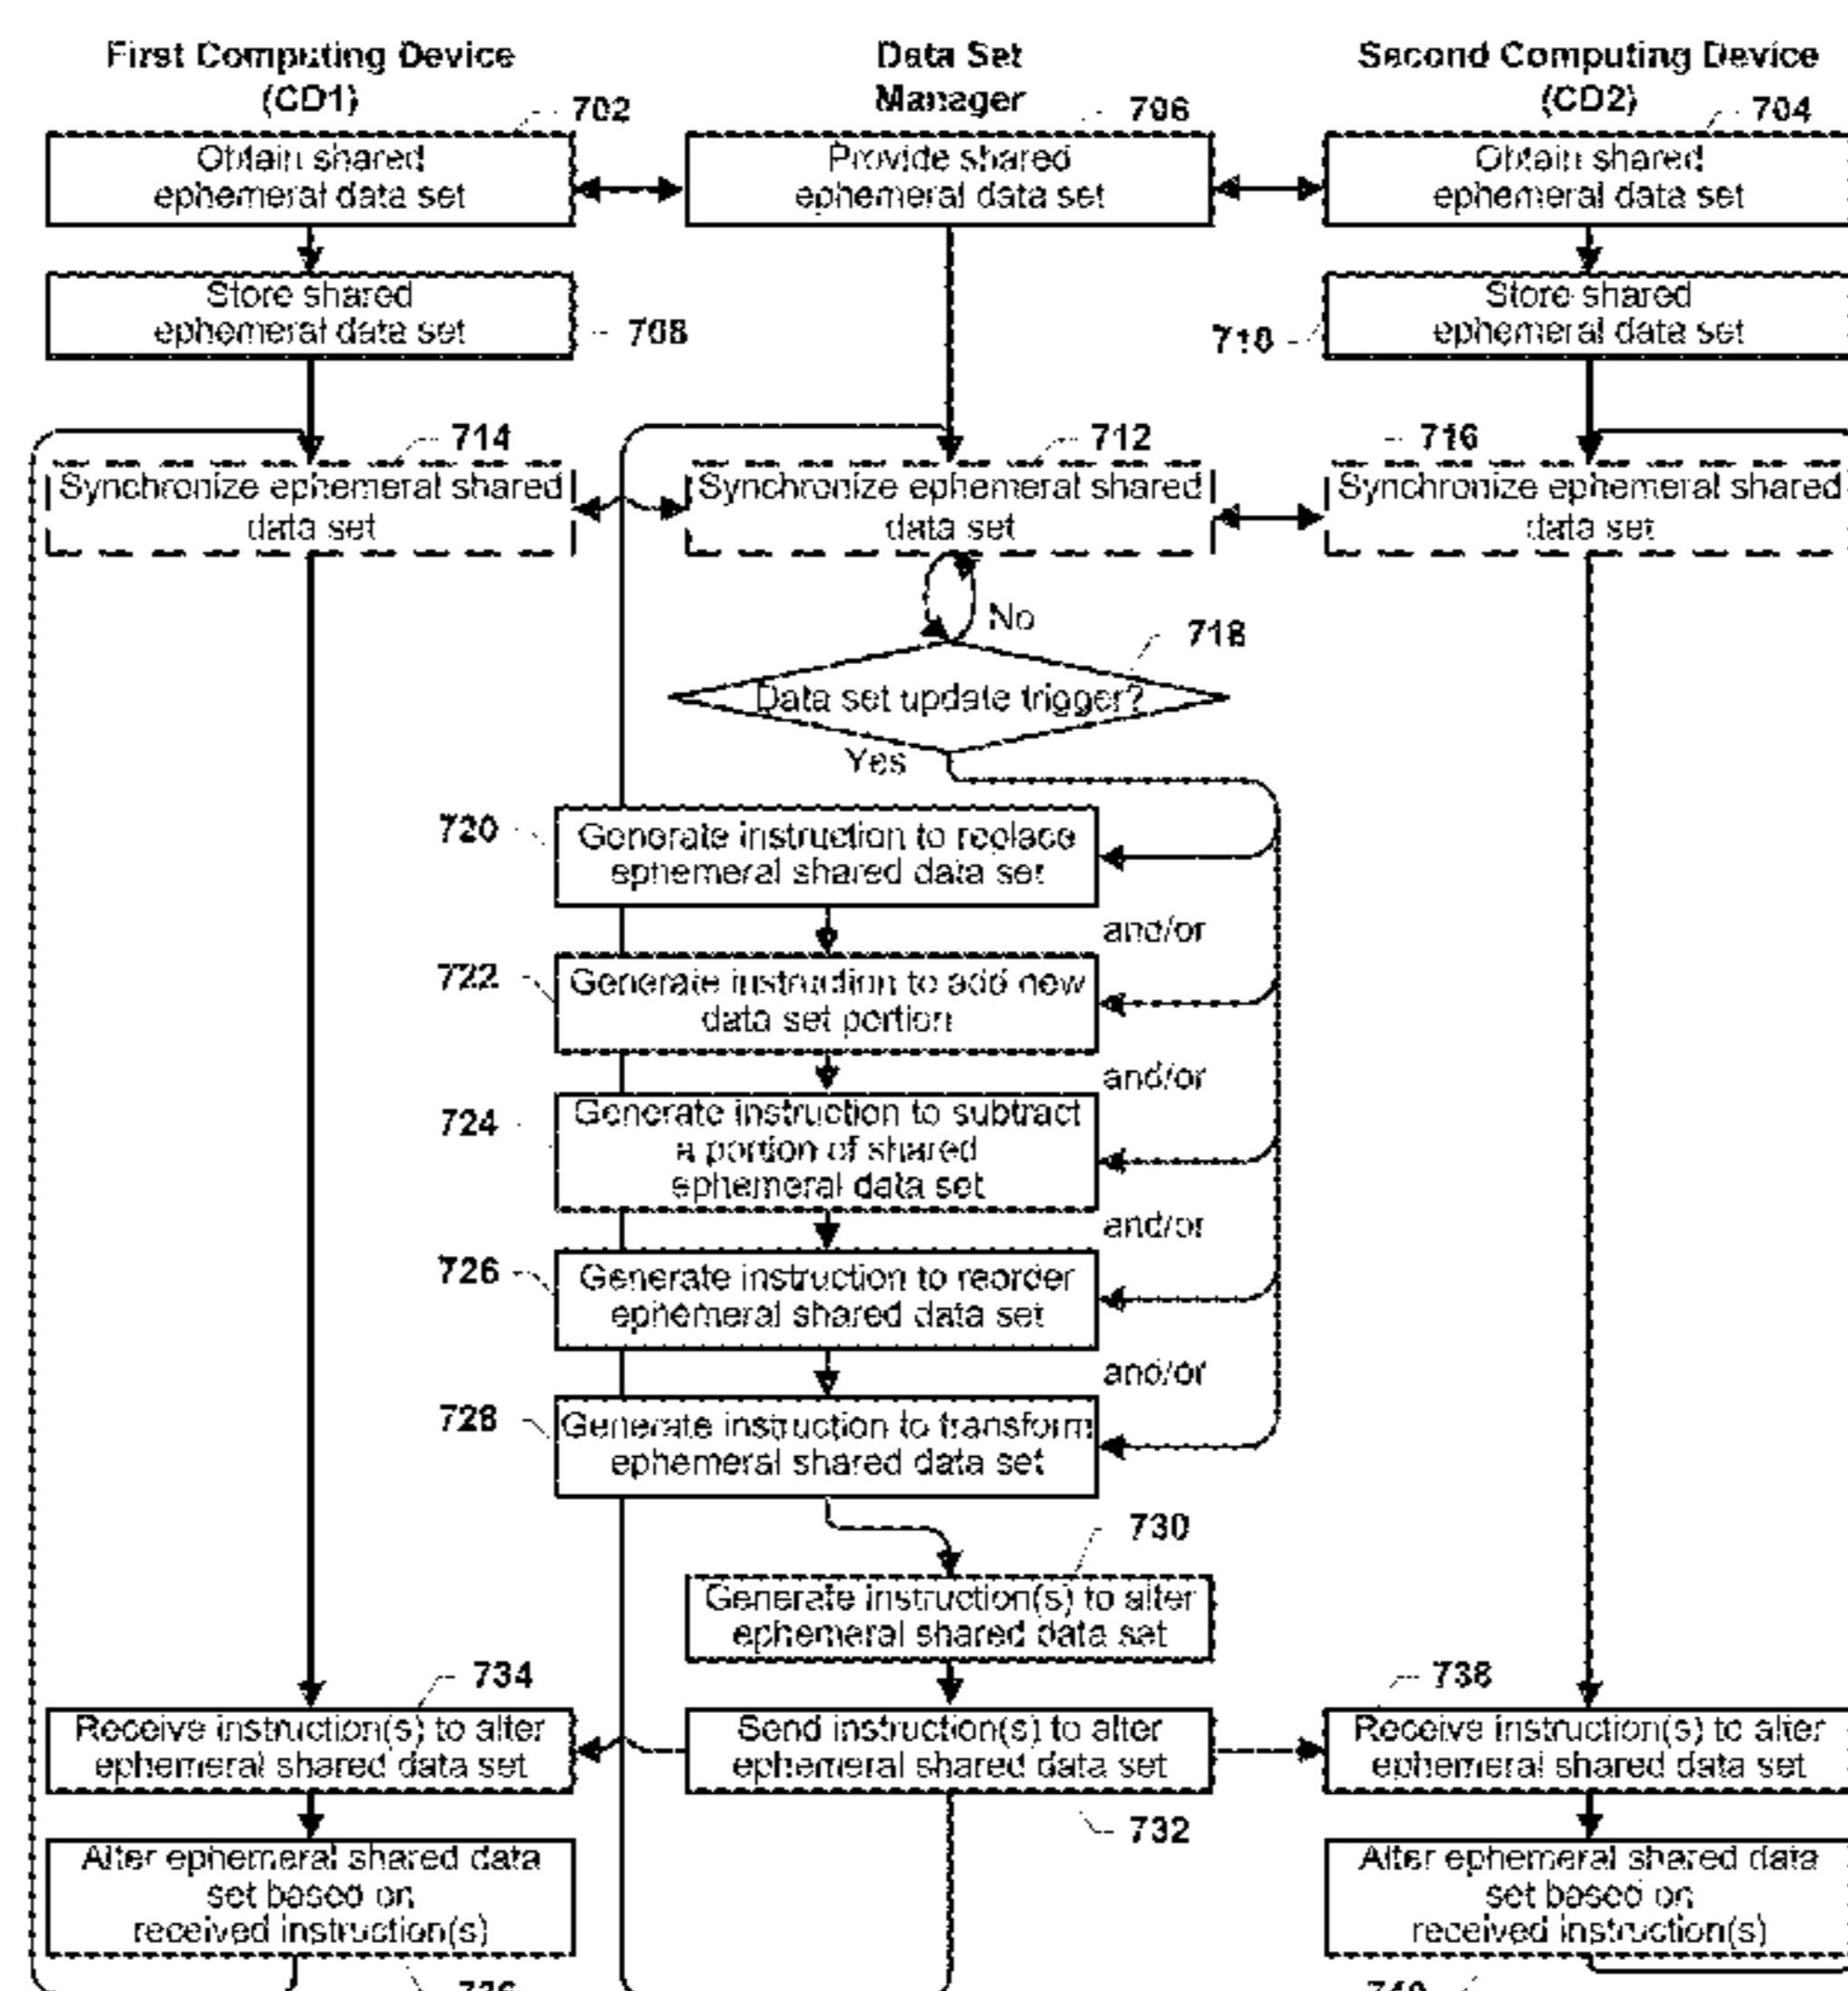 First Computing Device
(CD1)
Data Set
Manager
Second Computing Device
(CD2)
702
706
704
Obtain shared
ephemeral data set
Provide shared
ephemeral data set
Obtain shared
ephemeral data set
Store shared
ephemeral data set
708
710
Store shared
ephemeral data set
714
712
716
Synchronize ephemeral shared
data set
Synchronize ephemeral shared
data set
Synchronize ephemeral shared
data set
No
718
Data set update trigger?
Yes
720
Generate instruction to replace
ephemeral shared data set
and/or
722
Generate instruction to add new
data set portion
and/or
724
Generate instruction to subtract
a portion of shared
ephemeral data set
and/or
726
Generate instruction to reorder
ephemeral shared data set
and/or
728
Generate instruction to transform
ephemeral shared data set
730
Generate instruction(s) to alter
ephemeral shared data set
734
738
Receive instruction(s) to alter
ephemeral shared data set
Send instruction(s) to alter
ephemeral shared data set
Receive instruction(s) to alter
ephemeral shared data set
732
Alter ephemeral shared data
set based on
received instruction(s)
Alter ephemeral shared data
set based on
received instruction(s)